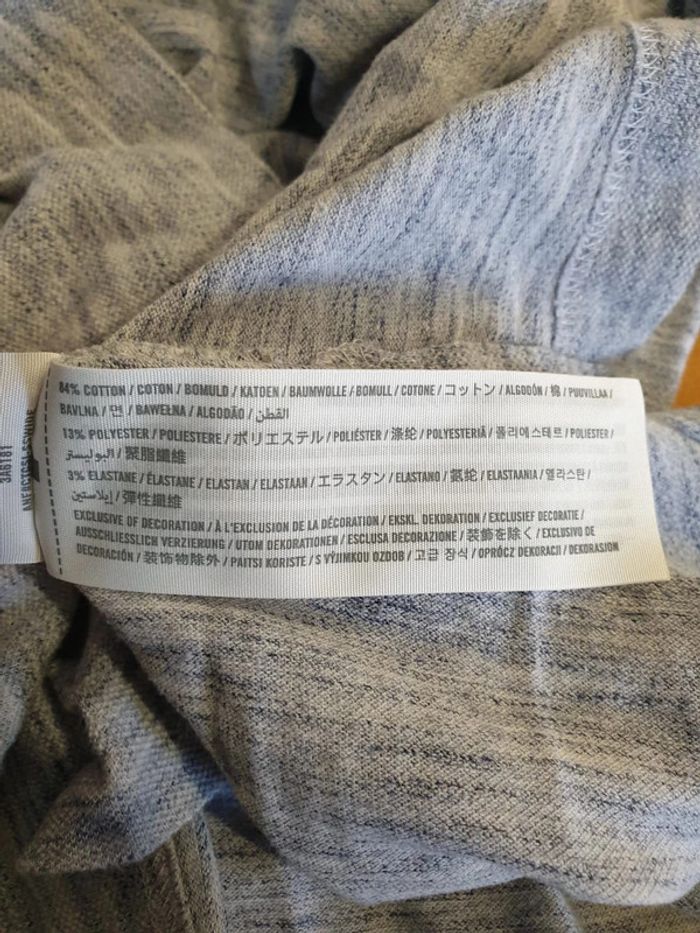 84% COTTON / COTON / BOMULD / KATOEN / BAUMWOLLE / BOMULL / COTONE / コットン / ALGODÓN / 棉 / PUUVILLAA /
BAVLNA / 면 / BAWEŁNA / ALGODÃO / القطن
13% POLYESTER / POLIESTERE / ポリエステル / POLIÉSTER / 涤纶 / POLYESTERIÄ / 폴리에스테르 / POLIESTER /
البوليستر / 聚脂纖維
3% ELASTANE / ÉLASTANE / ELASTAN / ELASTAAN / エラスタン / ELASTANO / 氨纶 / ELASTAANIA / 엘라스탄 /
إيلاستين / 彈性纖維
EXCLUSIVE OF DECORATION / À L'EXCLUSION DE LA DÉCORATION / EKSKL. DEKORATION / EXCLUSIEF DECORATIE /
AUSSCHLIESSLICH VERZIERUNG / UTOM DEKORATIONEN / ESCLUSA DECORAZIONE / 装飾を除く / EXCLUSIVO DE
DECORACIÓN / 装饰物除外 / PAITSI KORISTE / S VÝJIMKOU OZDOB / 고급 장식 / OPRÓCZ DEKORACJI / DEKORASION
3A6181